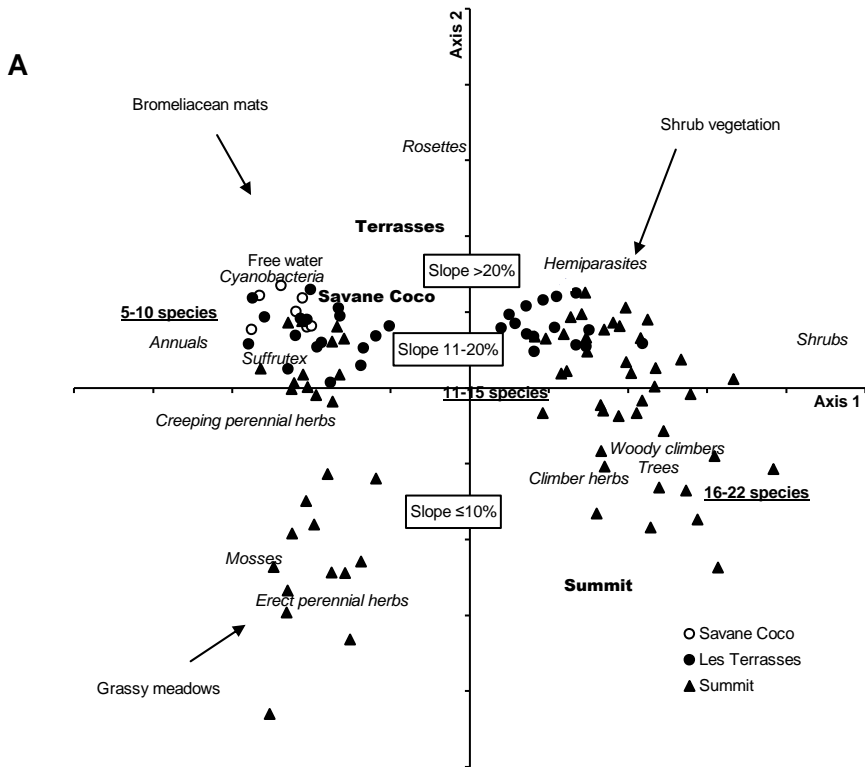 Axis 2
A
Bromeliacean mats
Shrub vegetation
Rosettes
Terrasses
Free water
Slope >20%
Hemiparasites
Cyanobacteria
Savane Coco
5-10 species
Annuals
Slope 11-20%
Shrubs
Suffrutex
11-15 species
Axis 1
Creeping perennial herbs
Woody climbers
Trees
Climber herbs
16-22 species
Slope ≤10%
Mosses
Erect perennial herbs
Summit
Savane Coco
Les Terrasses
Summit
Grassy meadows